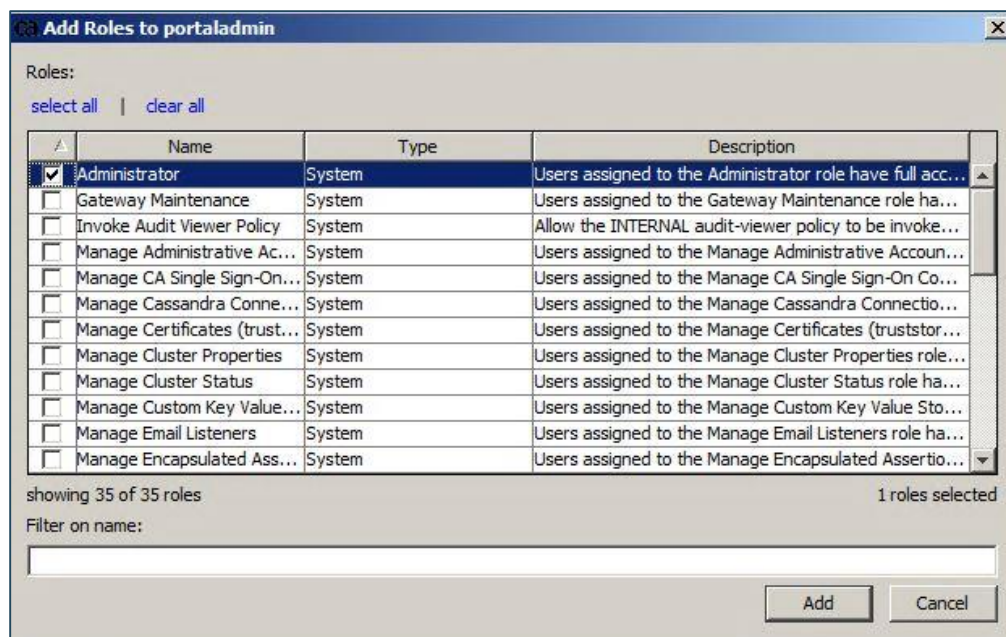 ca Add Roles to portaladmin
Roles:
select all | clear all
Name Type Description
Administrator System Users assigned to the Administrator role have full acc...
Gateway Maintenance System Users assigned to the Gateway Maintenance role ha...
Invoke Audit Viewer Policy System Allow the INTERNAL audit-viewer policy to be invoke...
Manage Administrative Ac... System Users assigned to the Manage Administrative Accoun...
Manage CA Single Sign-On... System Users assigned to the Manage CA Single Sign-On Co...
Manage Cassandra Conne... System Users assigned to the Manage Cassandra Connectio...
Manage Certificates (trust... System Users assigned to the Manage Certificates (truststor...
Manage Cluster Properties System Users assigned to the Manage Cluster Properties role...
Manage Cluster Status System Users assigned to the Manage Cluster Status role ha...
Manage Custom Key Value... System Users assigned to the Manage Custom Key Value Sto...
Manage Email Listeners System Users assigned to the Manage Email Listeners role ha...
Manage Encapsulated Ass... System Users assigned to the Manage Encapsulated Assertio...
showing 35 of 35 roles 1 roles selected
Filter on name:
Add Cancel